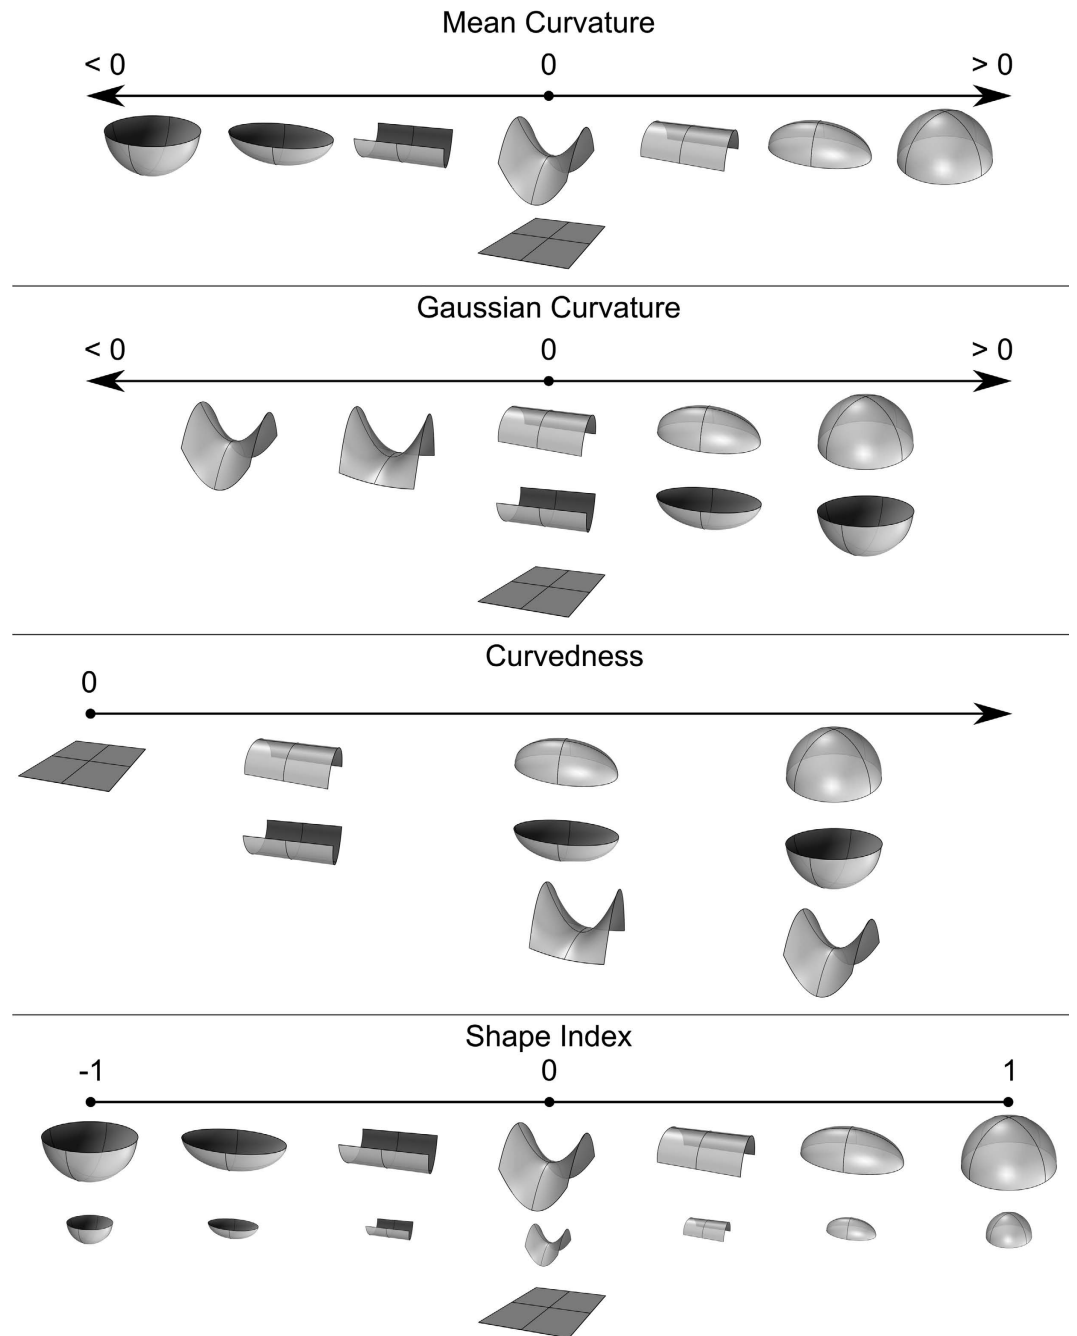 Mean Curvature
< 0 0 > 0
Gaussian Curvature
< 0 0 > 0
Curvedness
0
Shape Index
-1 0 1